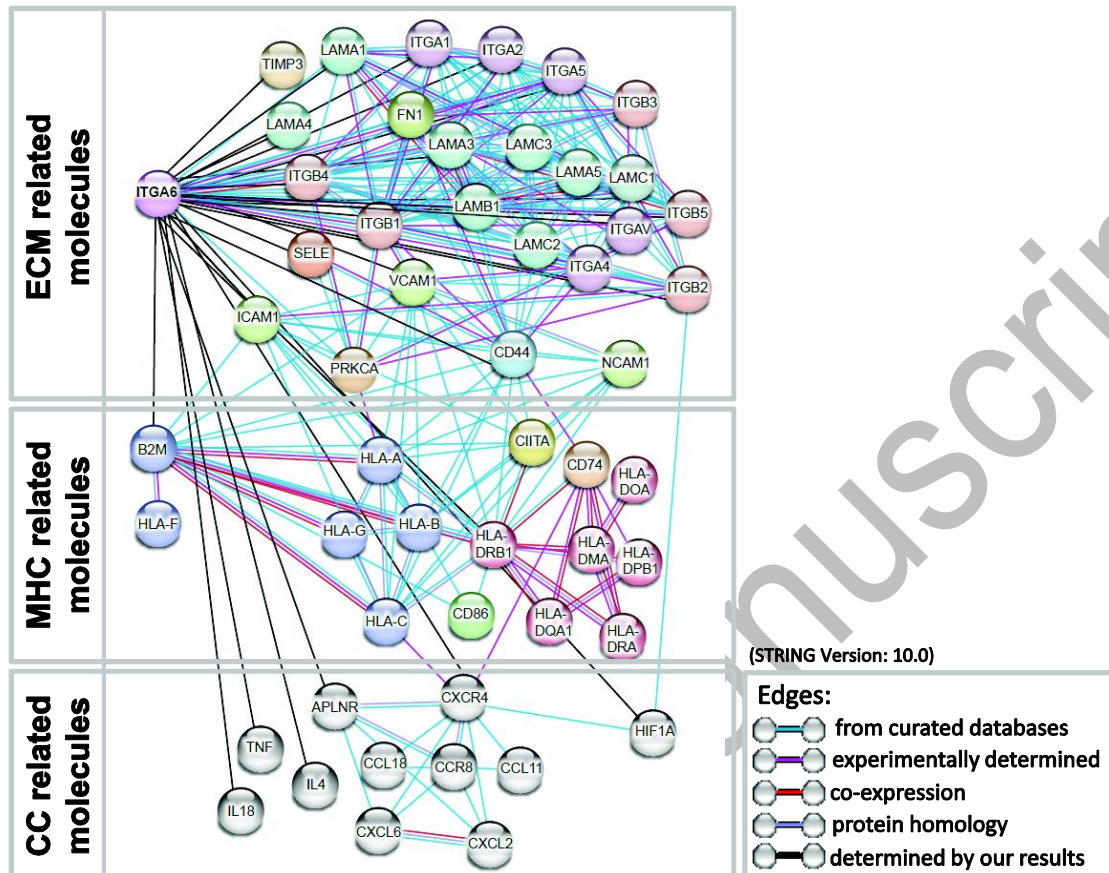 ECM related
molecules
TIMP3
LAMA1
ITGA1
ITGA2
ITGA5
ITGB3
LAMA4
FN1
LAMA3
LAMC3
LAMA5
LAMC1
ITGA6
ITGB4
LAMB1
ITGB5
ITGB1
ITGAV
SELE
LAMC2
ITGA4
VCAM1
ITGB2
ICAM1
CD44
PRKCA
NCAM1
MHC related
molecules
B2M
HLA-A
CIITA
CD74
HLA-
DOA
HLA-F
HLA-G
HLA-B
HLA-
DRB1
HLA-
DMA
HLA-
DPB1
HLA-C
CD86
HLA-
DQA1
HLA-
DRA
(STRING Version: 10.0)
CC related
molecules
APLNR
CXCR4
HIF1A
TNF
CCL18
CCR8
CCL11
IL4
IL18
CXCL6
CXCL2
Edges:
from curated databases
experimentally determined
co-expression
protein homology
determined by our results